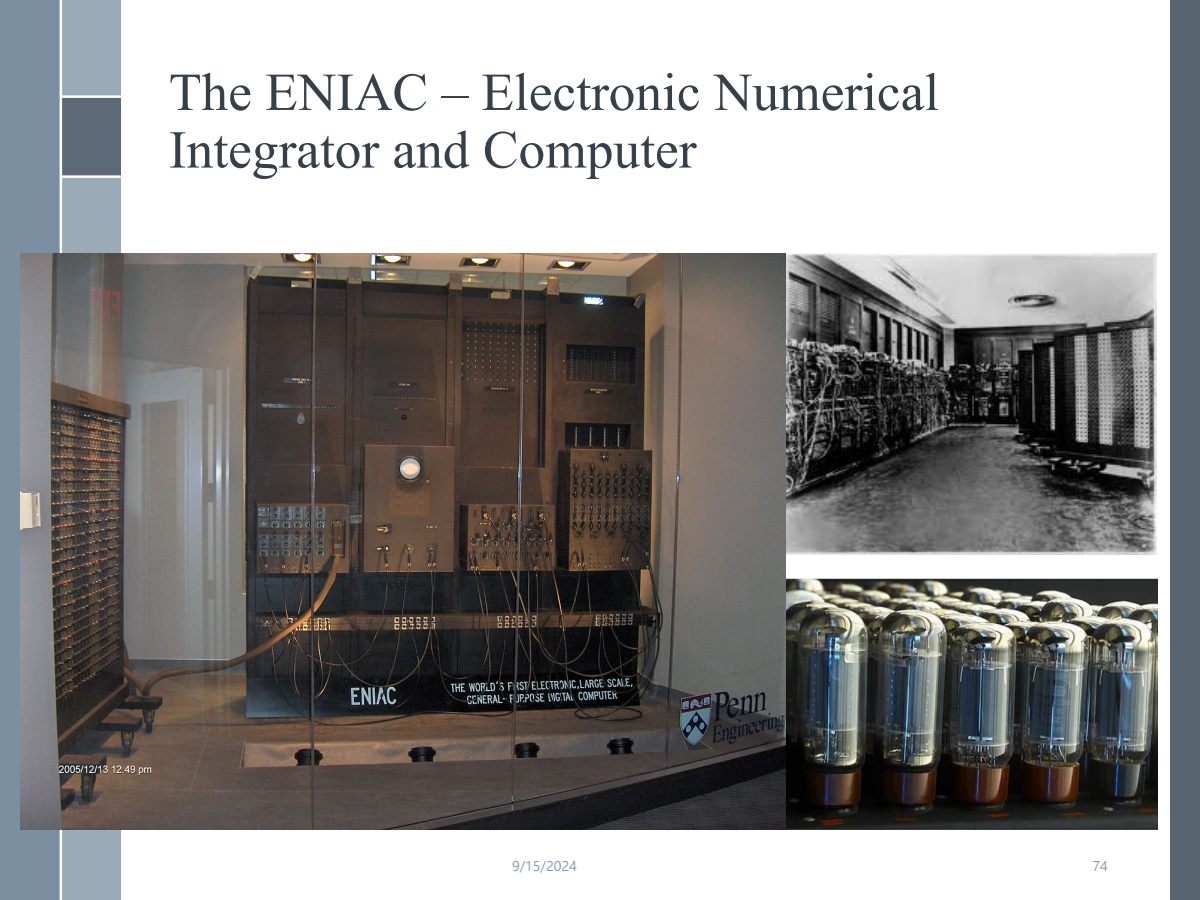 The ENIAC – Electronic Numerical
Integrator and Computer
ENIAC
THE WORLD'S FIRST ELECTRONIC, LARGE SCALE,
GENERAL-PURPOSE DIGITAL COMPUTER
Penn
Engineering
2005/12/13 12:49 pm
9/15/2024
74